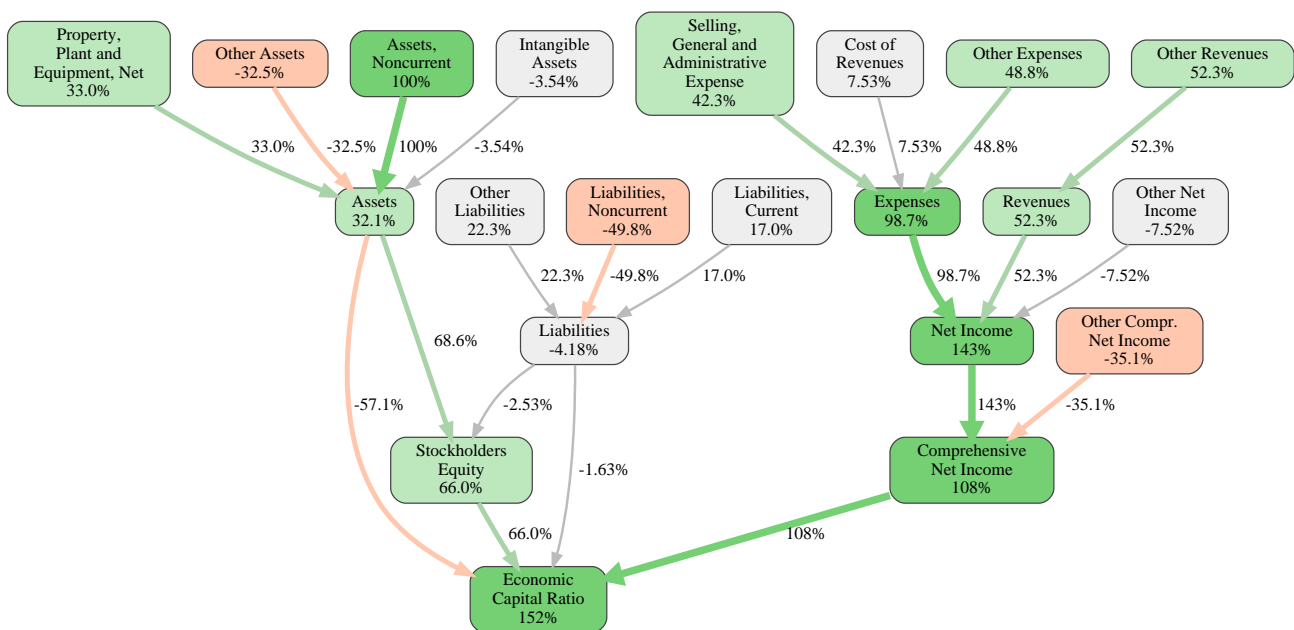 Property,
Plant and
Equipment, Net
33.0%
Other Assets
-32.5%
Assets,
Noncurrent
100%
Intangible
Assets
-3.54%
Selling,
General and
Administrative
Expense
42.3%
Cost of
Revenues
7.53%
Other Expenses
48.8%
Other Revenues
52.3%
33.0%
-32.5%
100%
-3.54%
42.3%
7.53%
48.8%
52.3%
Assets
32.1%
Other
Liabilities
22.3%
Liabilities,
Noncurrent
-49.8%
Liabilities,
Current
17.0%
Expenses
98.7%
Revenues
52.3%
Other Net
Income
-7.52%
22.3%
-49.8%
17.0%
98.7%
52.3%
-7.52%
68.6%
Liabilities
-4.18%
Net Income
143%
Other Compr.
Net Income
-35.1%
-57.1%
-2.53%
143%
-35.1%
Stockholders
Equity
66.0%
-1.63%
Comprehensive
Net Income
108%
66.0%
108%
Economic
Capital Ratio
152%